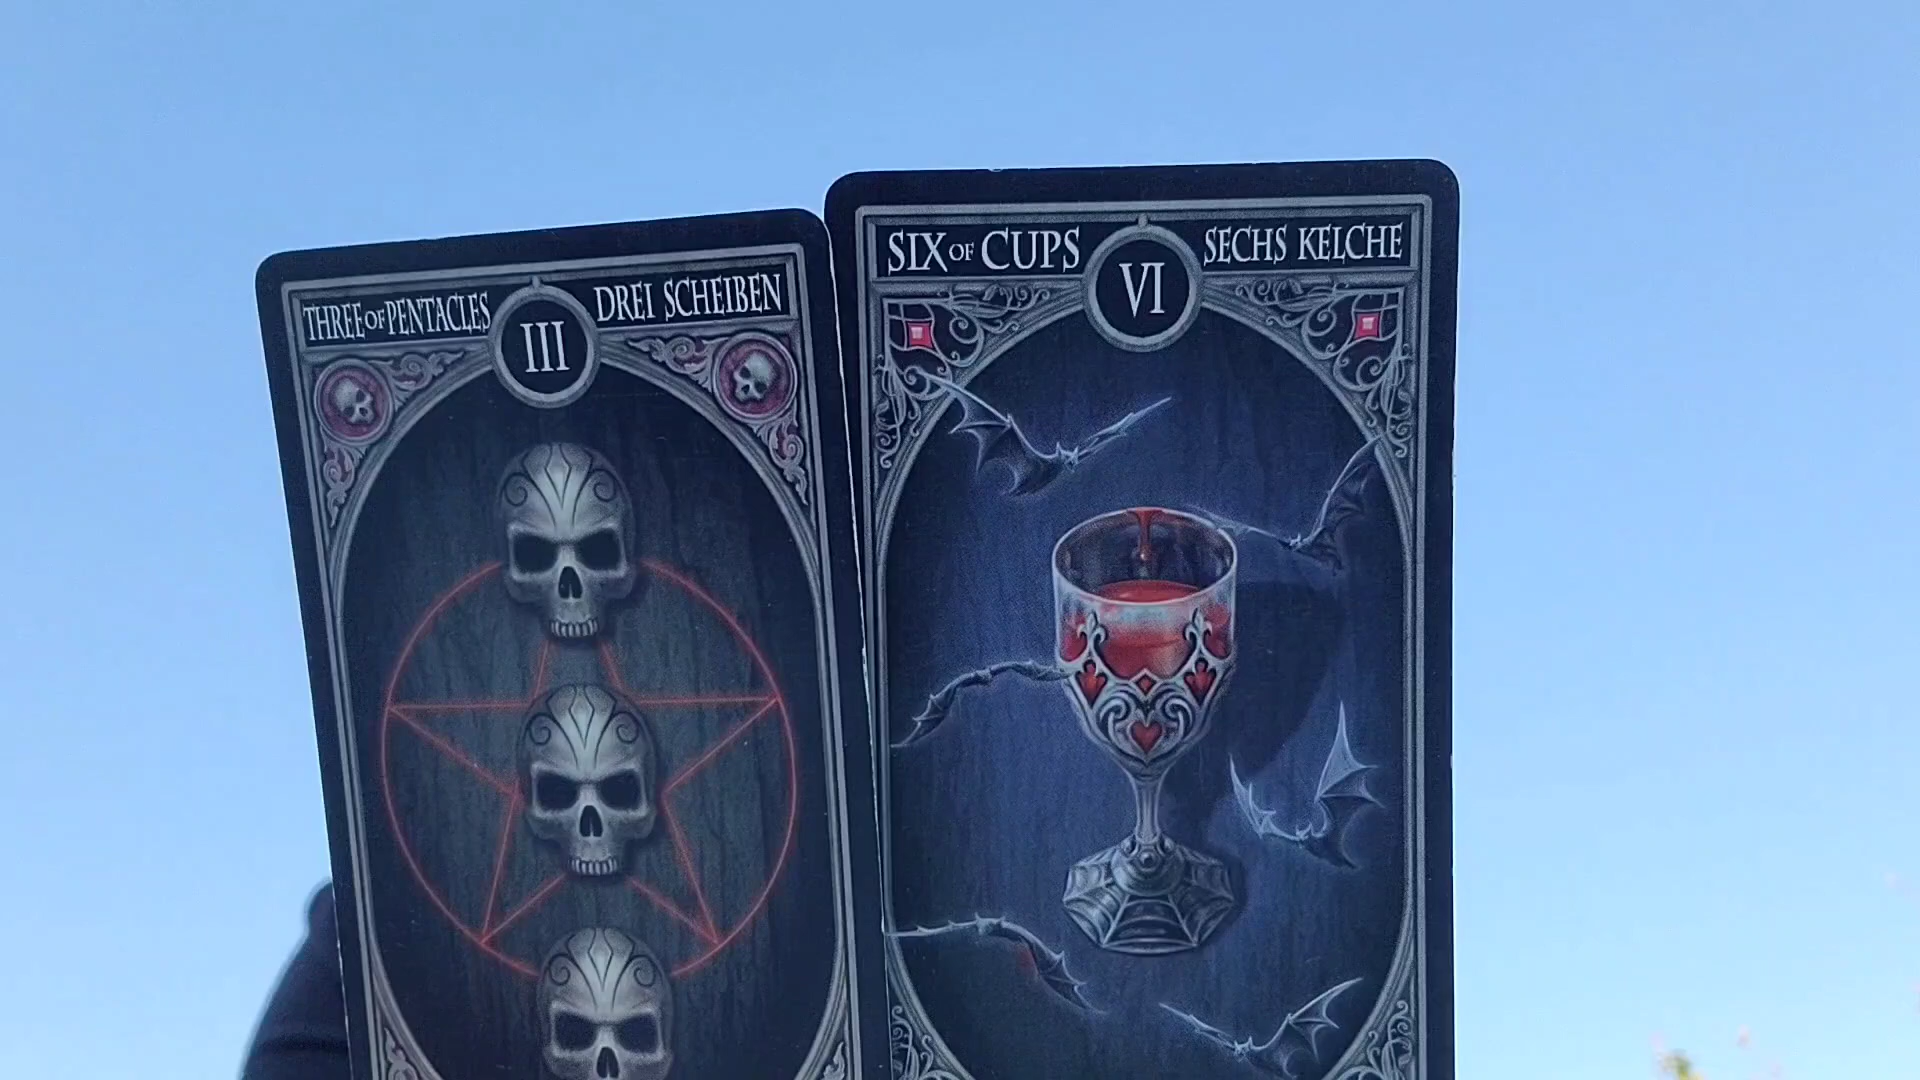 THREE OF PENTACLES III DREI SCHEIBEN
SIX OF CUPS VI SECHS KELCHE